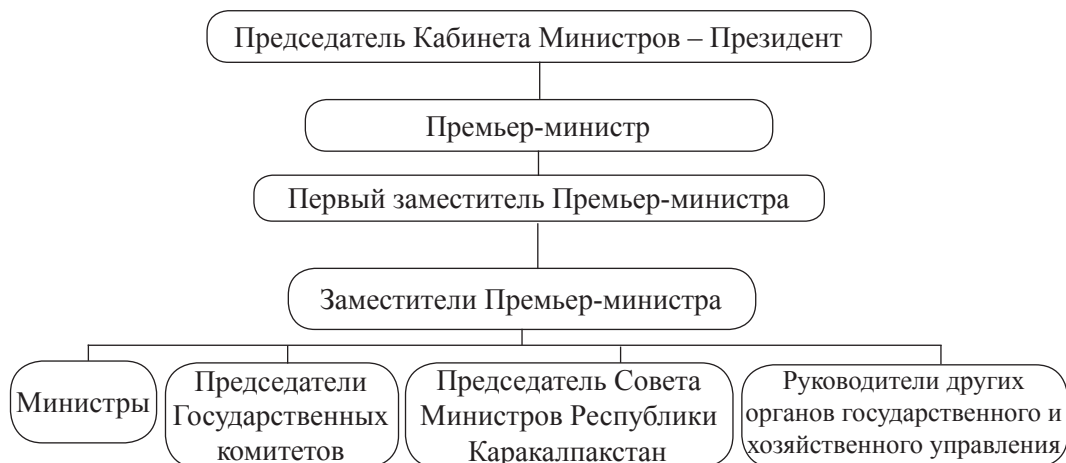 Председатель Кабинета Министров – Президент
Премьер-министр
Первый заместитель Премьер-министра
Заместители Премьер-министра
Министры
Председатели
Государственных
комитетов
Председатель Совета
Министров Республики
Каракалпакстан
Руководители других
органов государственного и
хозяйственного управления